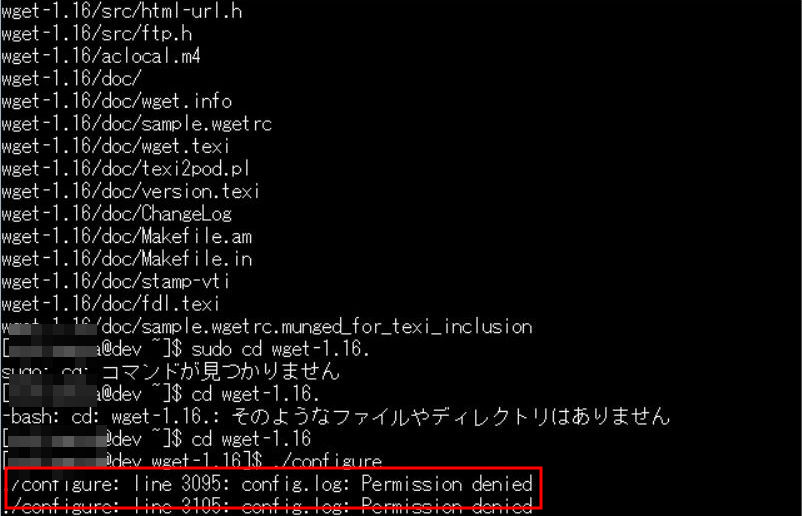 wget-1.16/src/html-url.h
wget-1.16/src/ftp.h
wget-1.16/aclocal.m4
wget-1.16/doc/
wget-1.16/doc/wget.info
wget-1.16/doc/sample.wgetrc
wget-1.16/doc/wget.texi
wget-1.16/doc/texi2pod.pl
wget-1.16/doc/version.texi
wget-1.16/doc/ChangeLog
wget-1.16/doc/Makefile.am
wget-1.16/doc/Makefile.in
wget-1.16/doc/stamp-vti
wget-1.16/doc/fdl.texi
wget-1.16/doc/sample.wgetrc.munged_for_texi_inclusion
[a@dev ~]$ sudo cd wget-1.16.
sudo: cd: コマンドが見つかりません
[a@dev ~]$ cd wget-1.16.
-bash: cd: wget-1.16.: そのようなファイルやディレクトリはありません
[@dev ~]$ cd wget-1.16
[@dev wget-1.16]$ ./configure
./configure: line 3095: config.log: Permission denied
./configure: line 3105: config.log: Permission denied